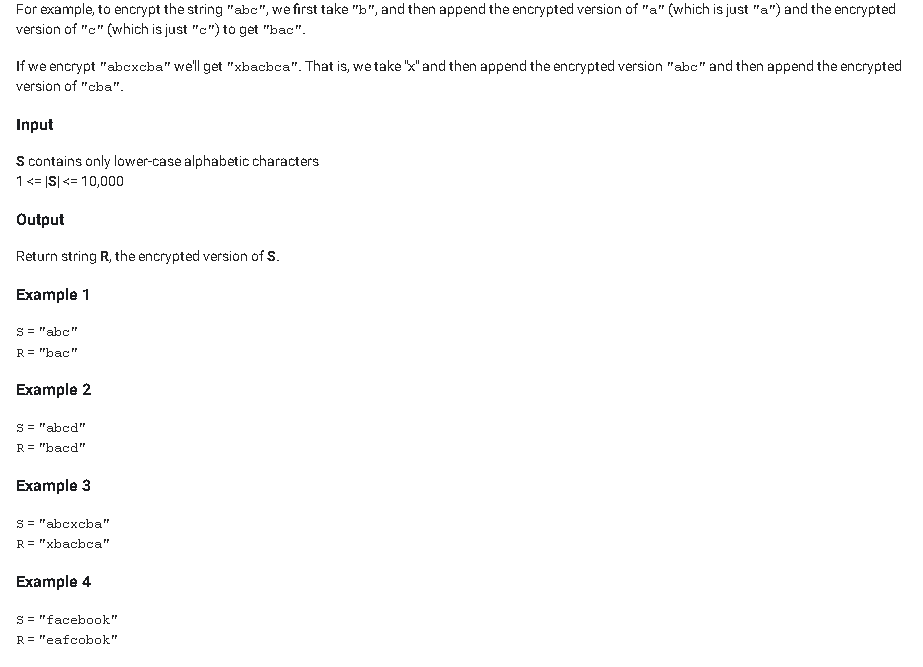 For example, to encrypt the string "abc", we first take "b", and then append the encrypted version of "a" (which is just "a") and the encrypted
version of "c" (which is just "c") to get "bac".
If we encrypt "abcxcba" we'll get "xbacbca". That is, we take "x" and then append the encrypted version "abc" and then append the encrypted
version of "cba".
Input
S contains only lower-case alphabetic characters
1 <= |S| <= 10,000
Output
Return string R, the encrypted version of S.
Example 1
S = "abc"
R = "bac"
Example 2
S = "abcd"
R = "bacd"
Example 3
S = "abcxcba"
R = "xbacbca"
Example 4
S = "facebook"
R = "eafcobok"